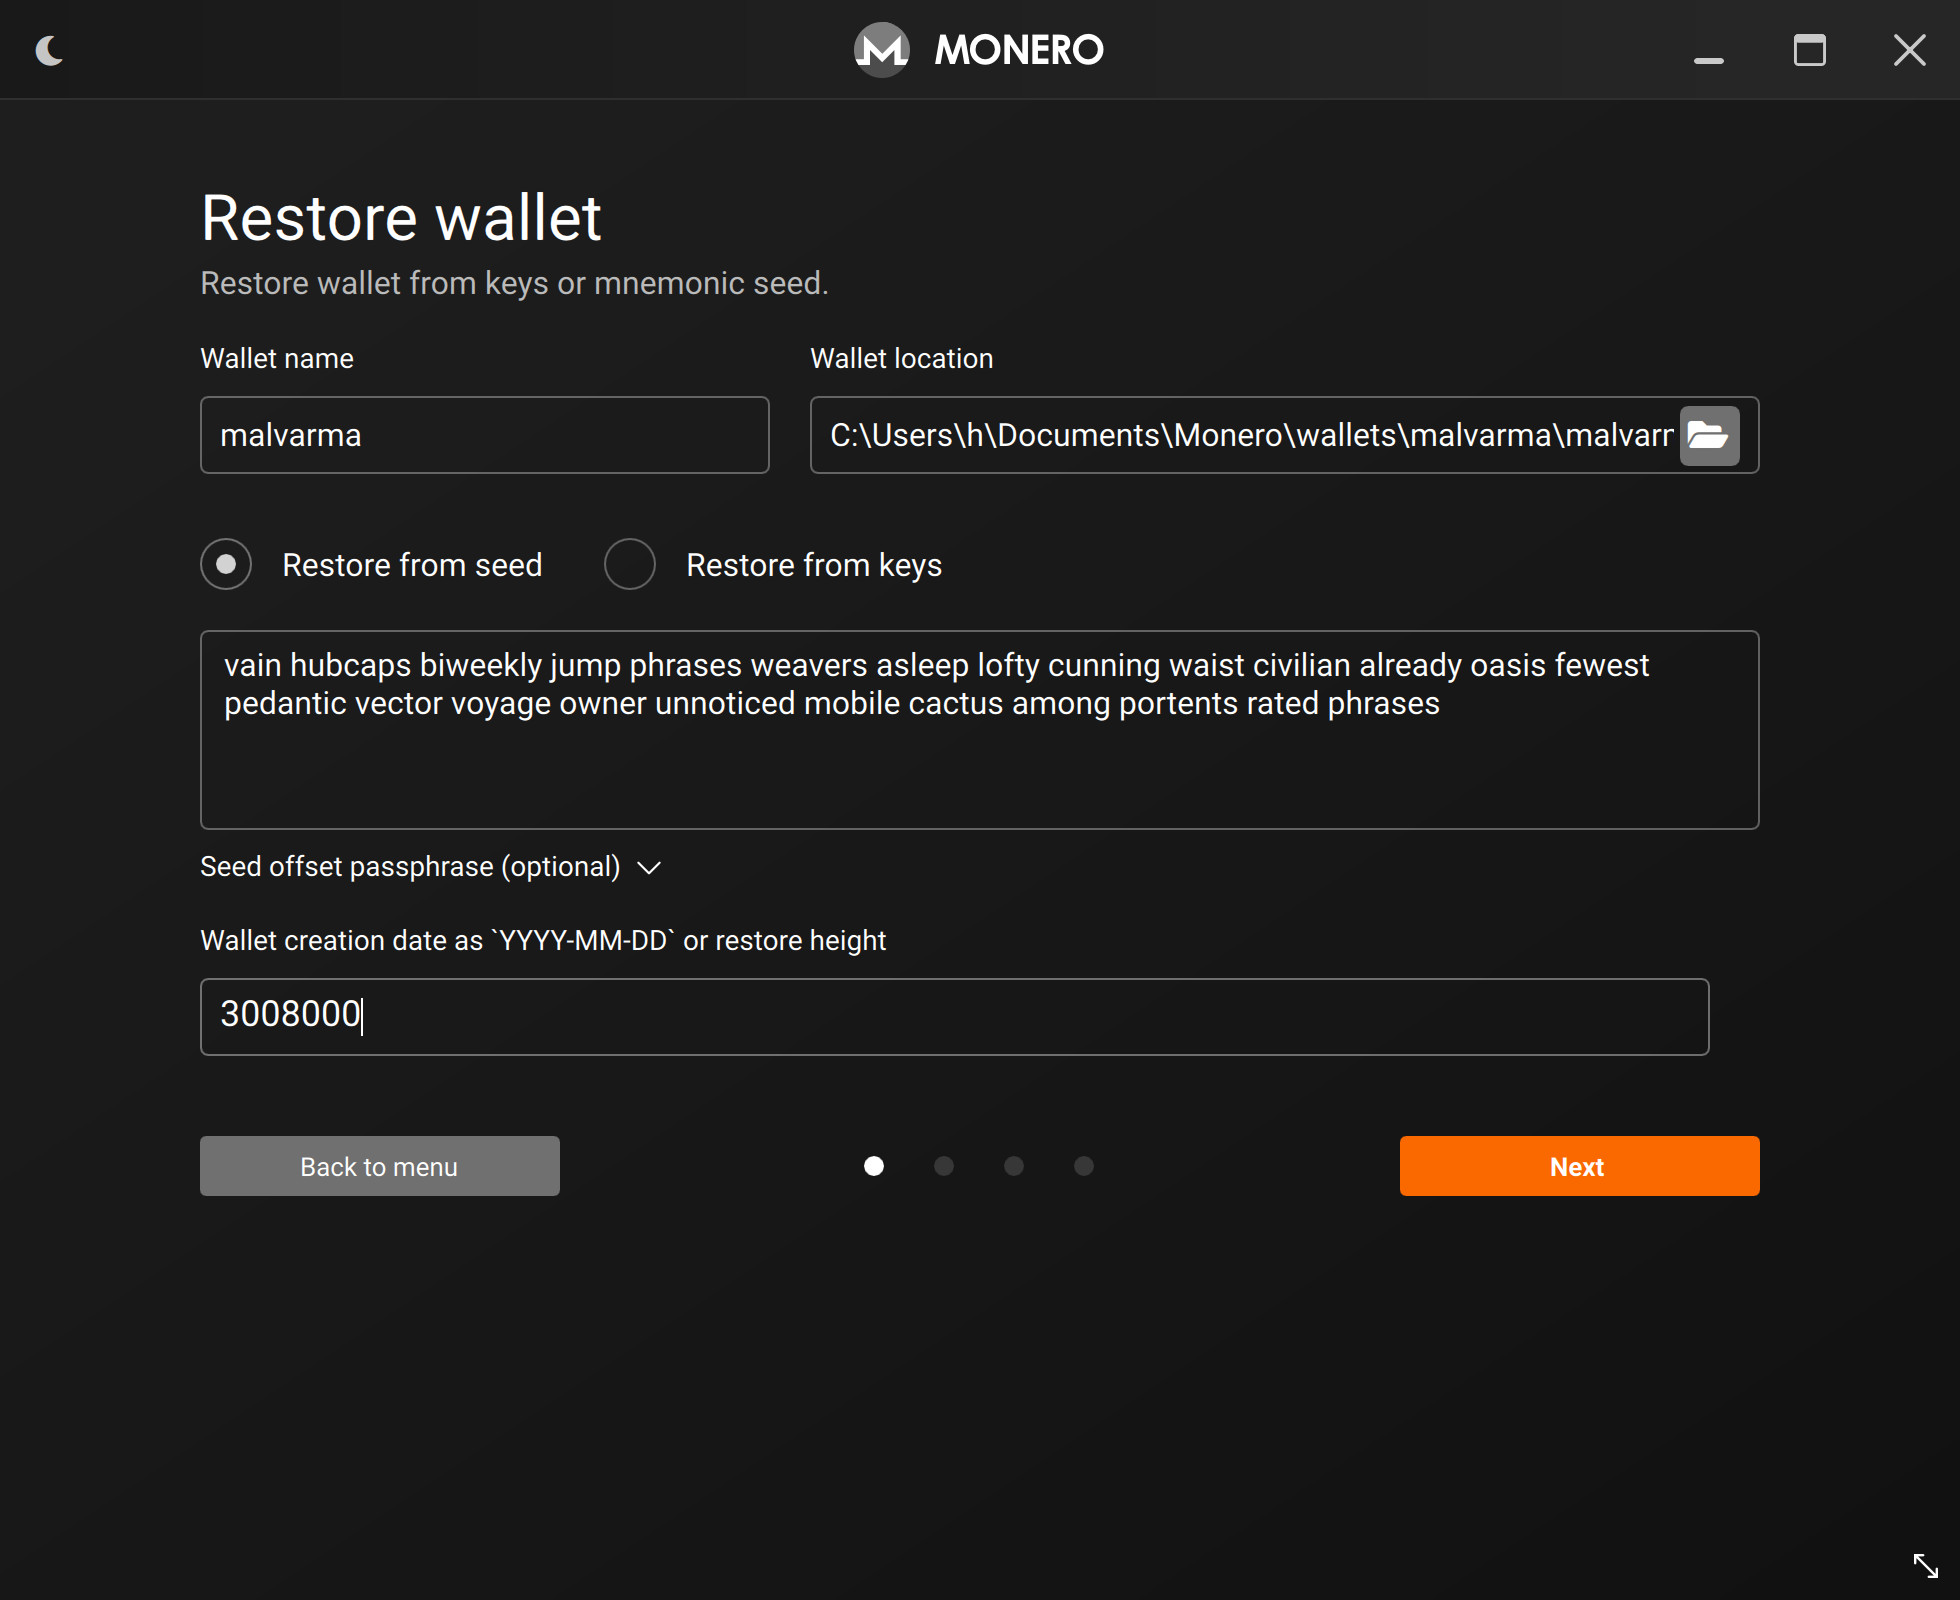 MONERO
Restore wallet
Restore wallet from keys or mnemonic seed.
Wallet name
Wallet location
malvarma
C:\Users\h\Documents\Monero\wallets\malvarma\malvarr
Restore from seed
Restore from keys
vain hubcaps biweekly jump phrases weavers asleep lofty cunning waist civilian already oasis fewest
pedantic vector voyage owner unnoticed mobile cactus among portents rated phrases
Seed offset passphrase (optional)
Wallet creation date as `YYYY-MM-DD` or restore height
3008000
Back to menu
Next